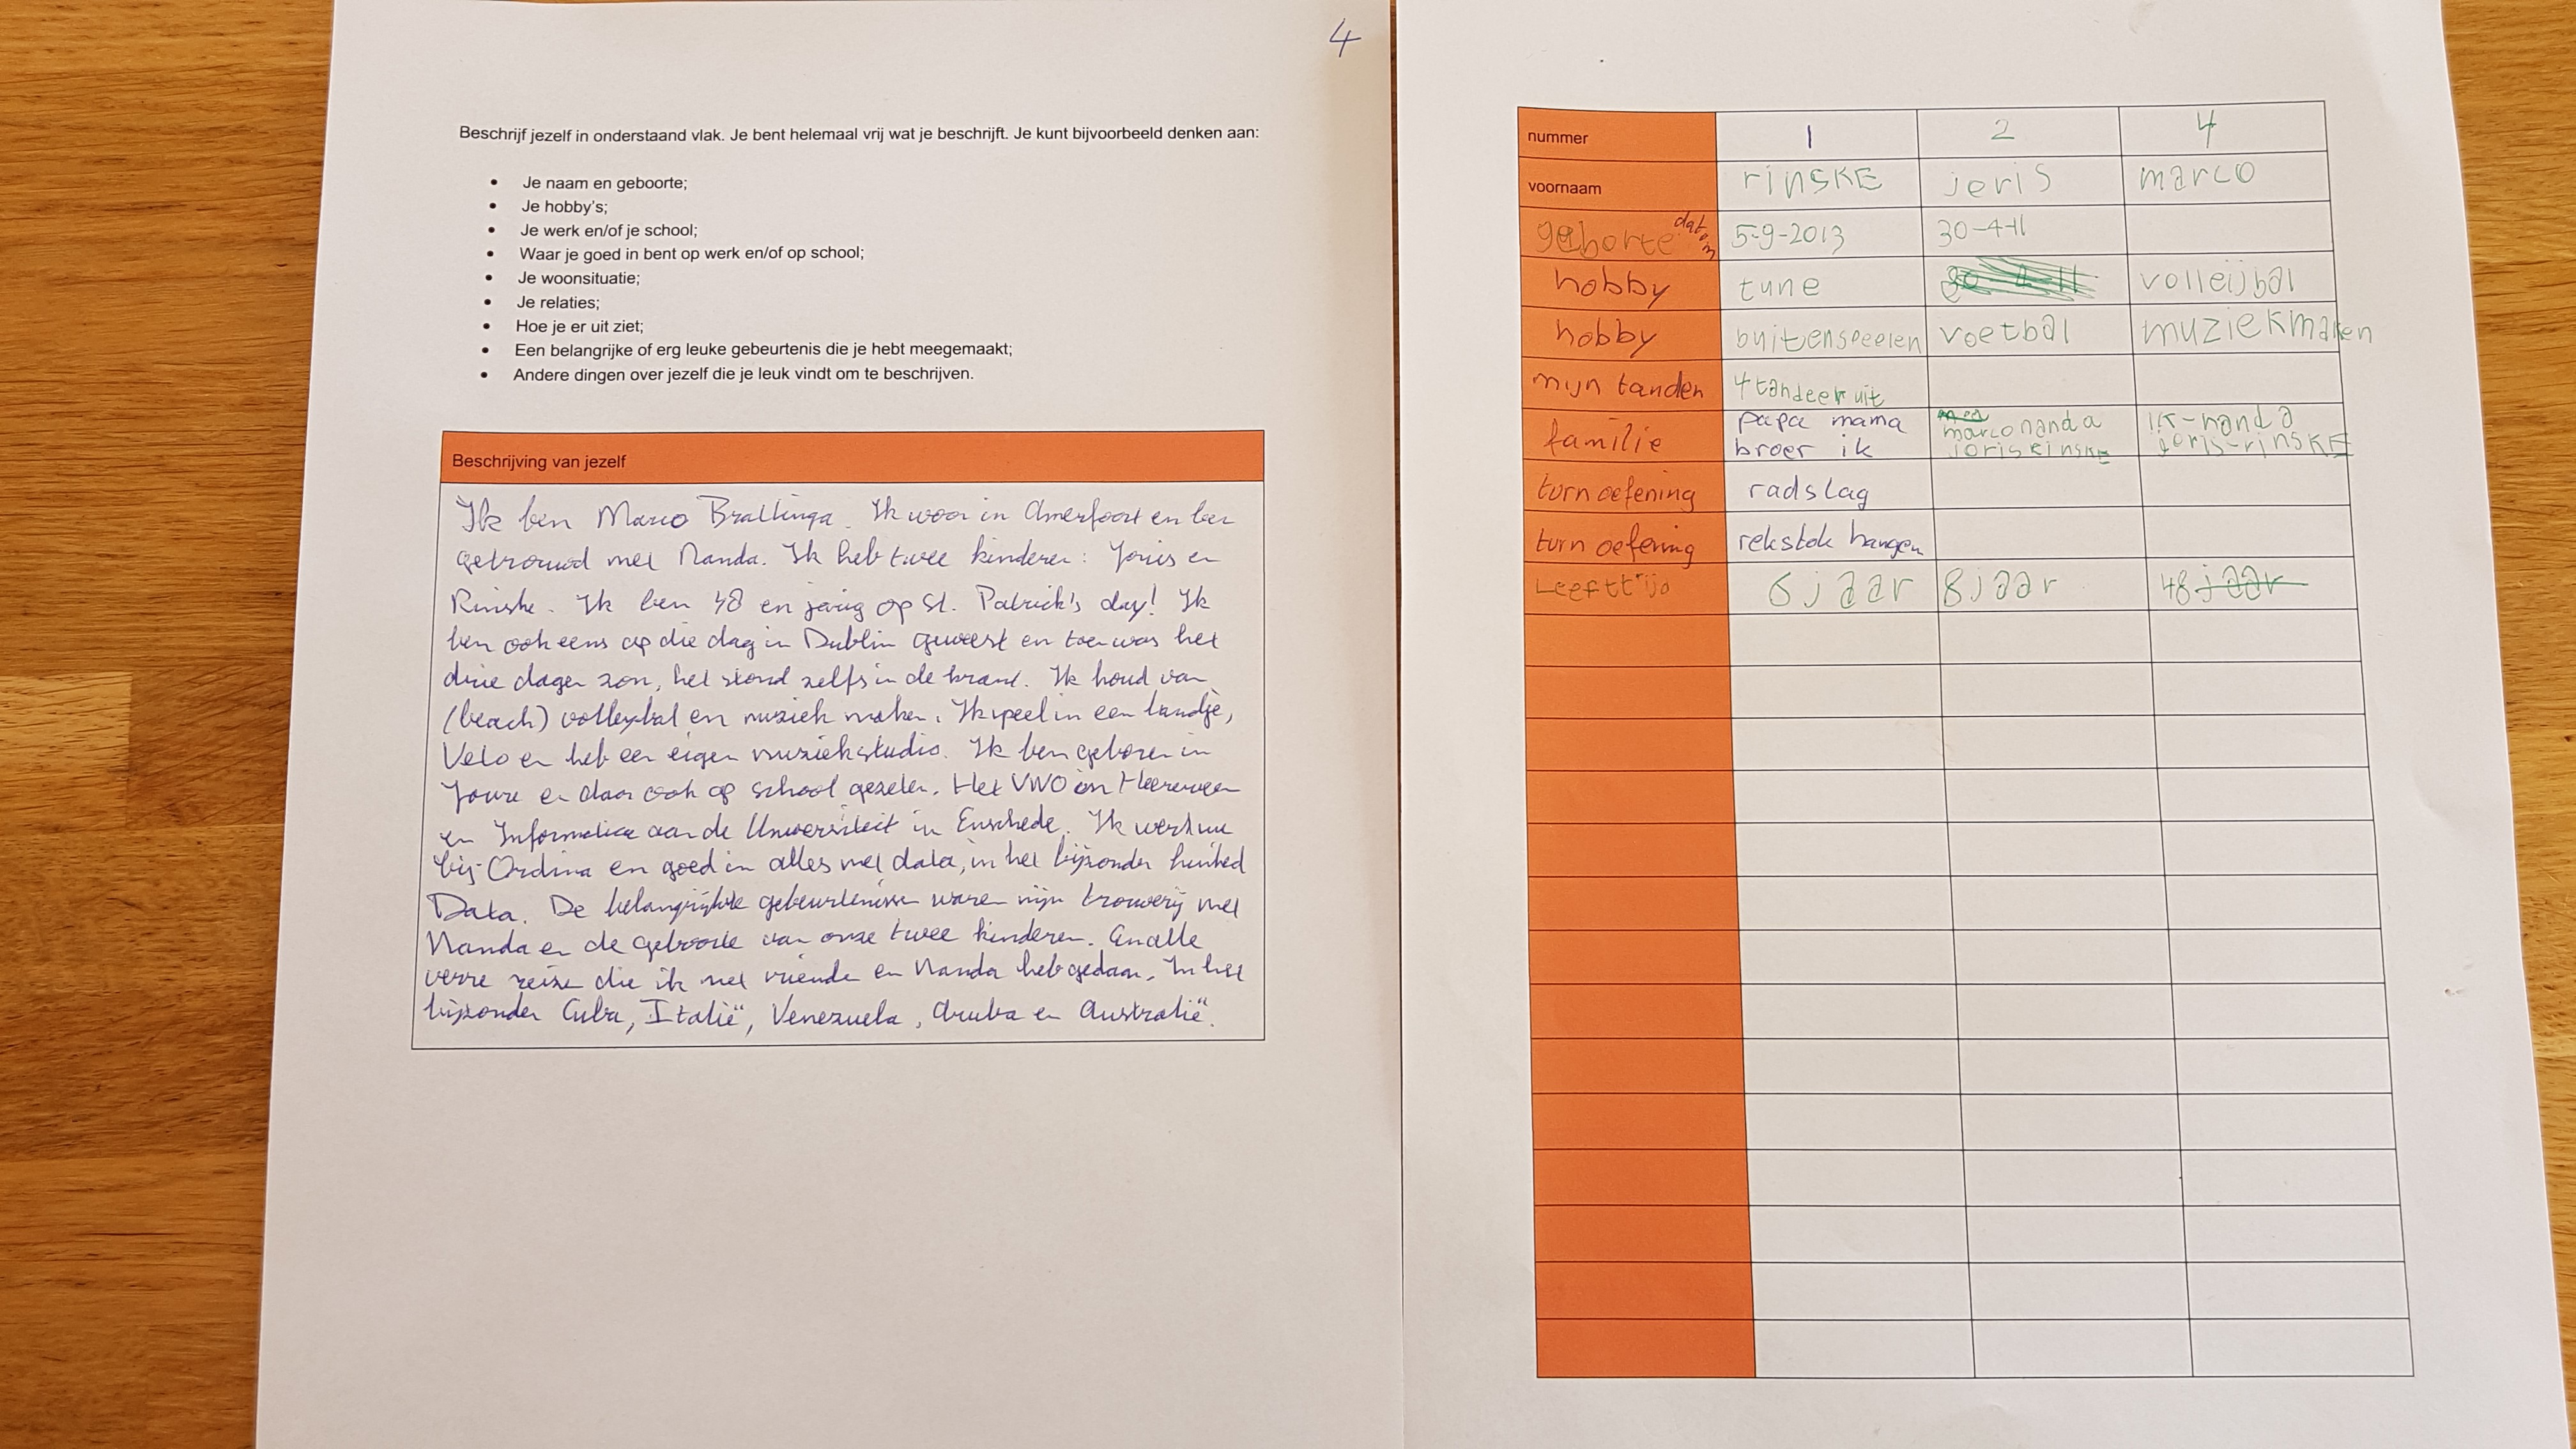 4
Beschrijf jezelf in onderstaand vlak. Je bent helemaal vrij wat je beschrijft. Je kunt bijvoorbeeld denken aan:
• Je naam en geboorte;
• Je hobby's;
• Je werk en/of je school;
• Waar je goed in bent op werk en/of op school;
• Je woonsituatie;
• Je relaties;
• Hoe je er uit ziet;
• Een belangrijke of erg leuke gebeurtenis die je hebt meegemaakt;
• Andere dingen over jezelf die je leuk vindt om te beschrijven.
Beschrijving van jezelf
Ik ben Marco Brattinga. Ik woon in Amersfoort en ben
getrouwd met Nanda. Ik heb twee kinderen: Joris en
Rinske. Ik ben 48 en jarig op St. Patrick's day! Ik
ben ook eens op die dag in Dublin geweest en toen was het
drie dagen zon, het stond zelfs in de krant. Ik houd van
(beach) volleybal en muziek maken. Ik speel in een bandje,
Velo en heb een eigen muziekstudio. Ik ben geboren in
Joure en daar ook op school gezeten. Het VWO in Heerenveen
en Informatica aan de Universiteit in Enschede. Ik werk nu
bij Ordina en goed in alles met data, in het bijzonder linked
Data. De belangrijkste gebeurtenissen waren mijn trouwerij met
Nanda en de geboorte van onze twee kinderen. En alle
verre reizen die ik met vrienden en Nanda heb gedaan. In het
bijzonder Cuba, Italië, Venezuela, Aruba en Australië.
nummer 1 2 4
voornaam rinSKE joris marco
geborte datom 5-9-2013 30-4-11
hobby tune 30-4-11 volleijbal
hobby buitenspeelen voetbal muziekmaken
mijn tanden 4 tandeer uit
familie papa mama broer ik marco nanda joris rinske ik-nanda joris-rinSKE
turn oefening radslag
turn oefening rekstok hangen
Leefttijd 6 jaar 8 jaar 48 jaar